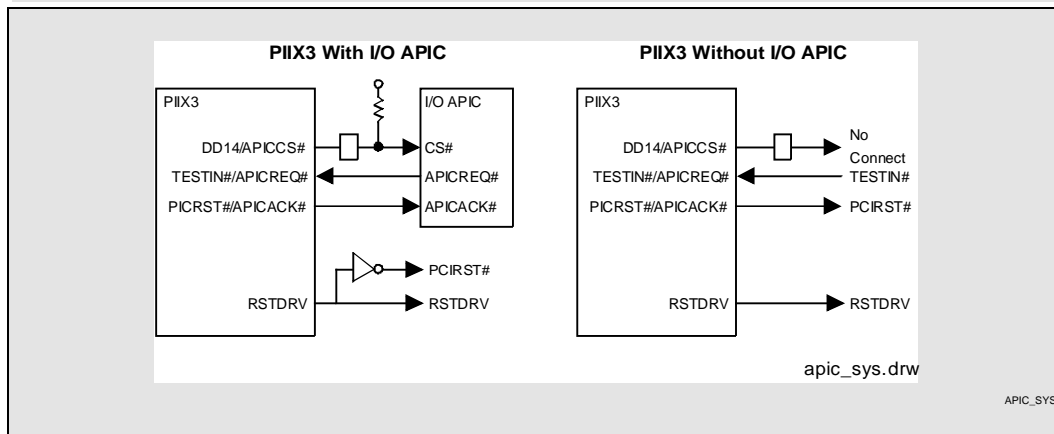 PIIX3 With I/O APIC
PIIX3
DD14/APICCS#
TESTIN#/APICREQ#
PICRST#/APICACK#
RSTDRV
I/O APIC
CS#
APICREQ#
APICACK#
PCIRST#
RSTDRV
PIIX3 Without I/O APIC
PIIX3
DD14/APICCS#
TESTIN#/APICREQ#
PICRST#/APICACK#
RSTDRV
No
Connect
TESTIN#
PCIRST#
RSTDRV
apic_sys.drw
APIC_SYS